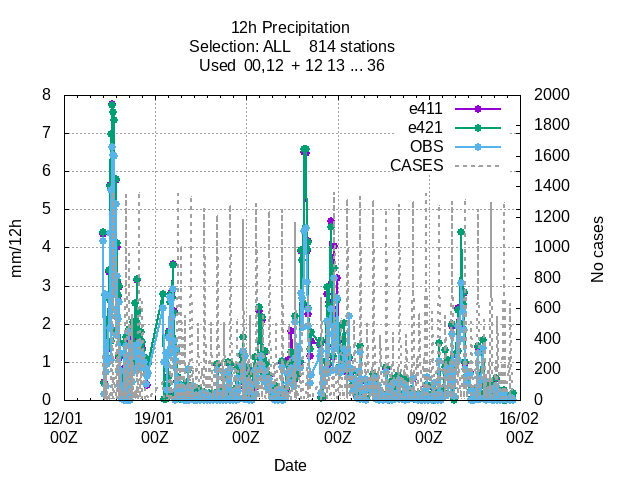 12h Precipitation
Selection: ALL 814 stations
Used 00,12 + 12 13 ... 36
8 2000
e411 1800
7
e421 1600
OBS
6 CASES 1400
5 1200
4 1000
3 800
600
2
400
1 200
0 0
mm/12h
No cases
12/01 19/01 26/01 02/02 09/02 16/02
00Z 00Z 00Z 00Z 00Z 00Z
Date